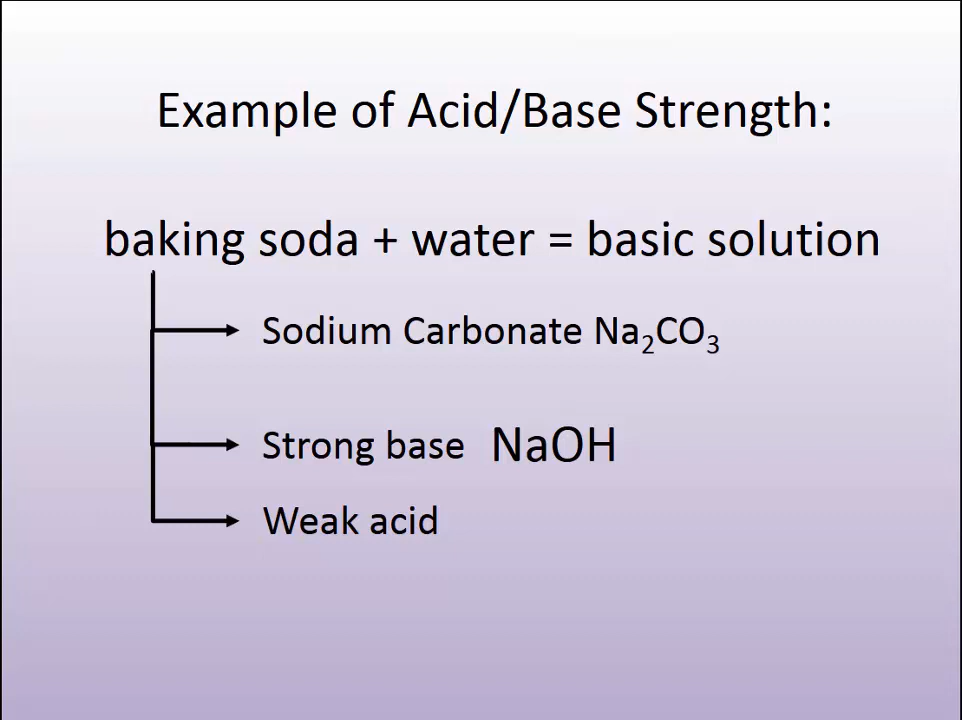 Example of Acid/Base Strength:
baking soda + water = basic solution
Sodium Carbonate Na₂CO₃
Strong base NaOH
Weak acid